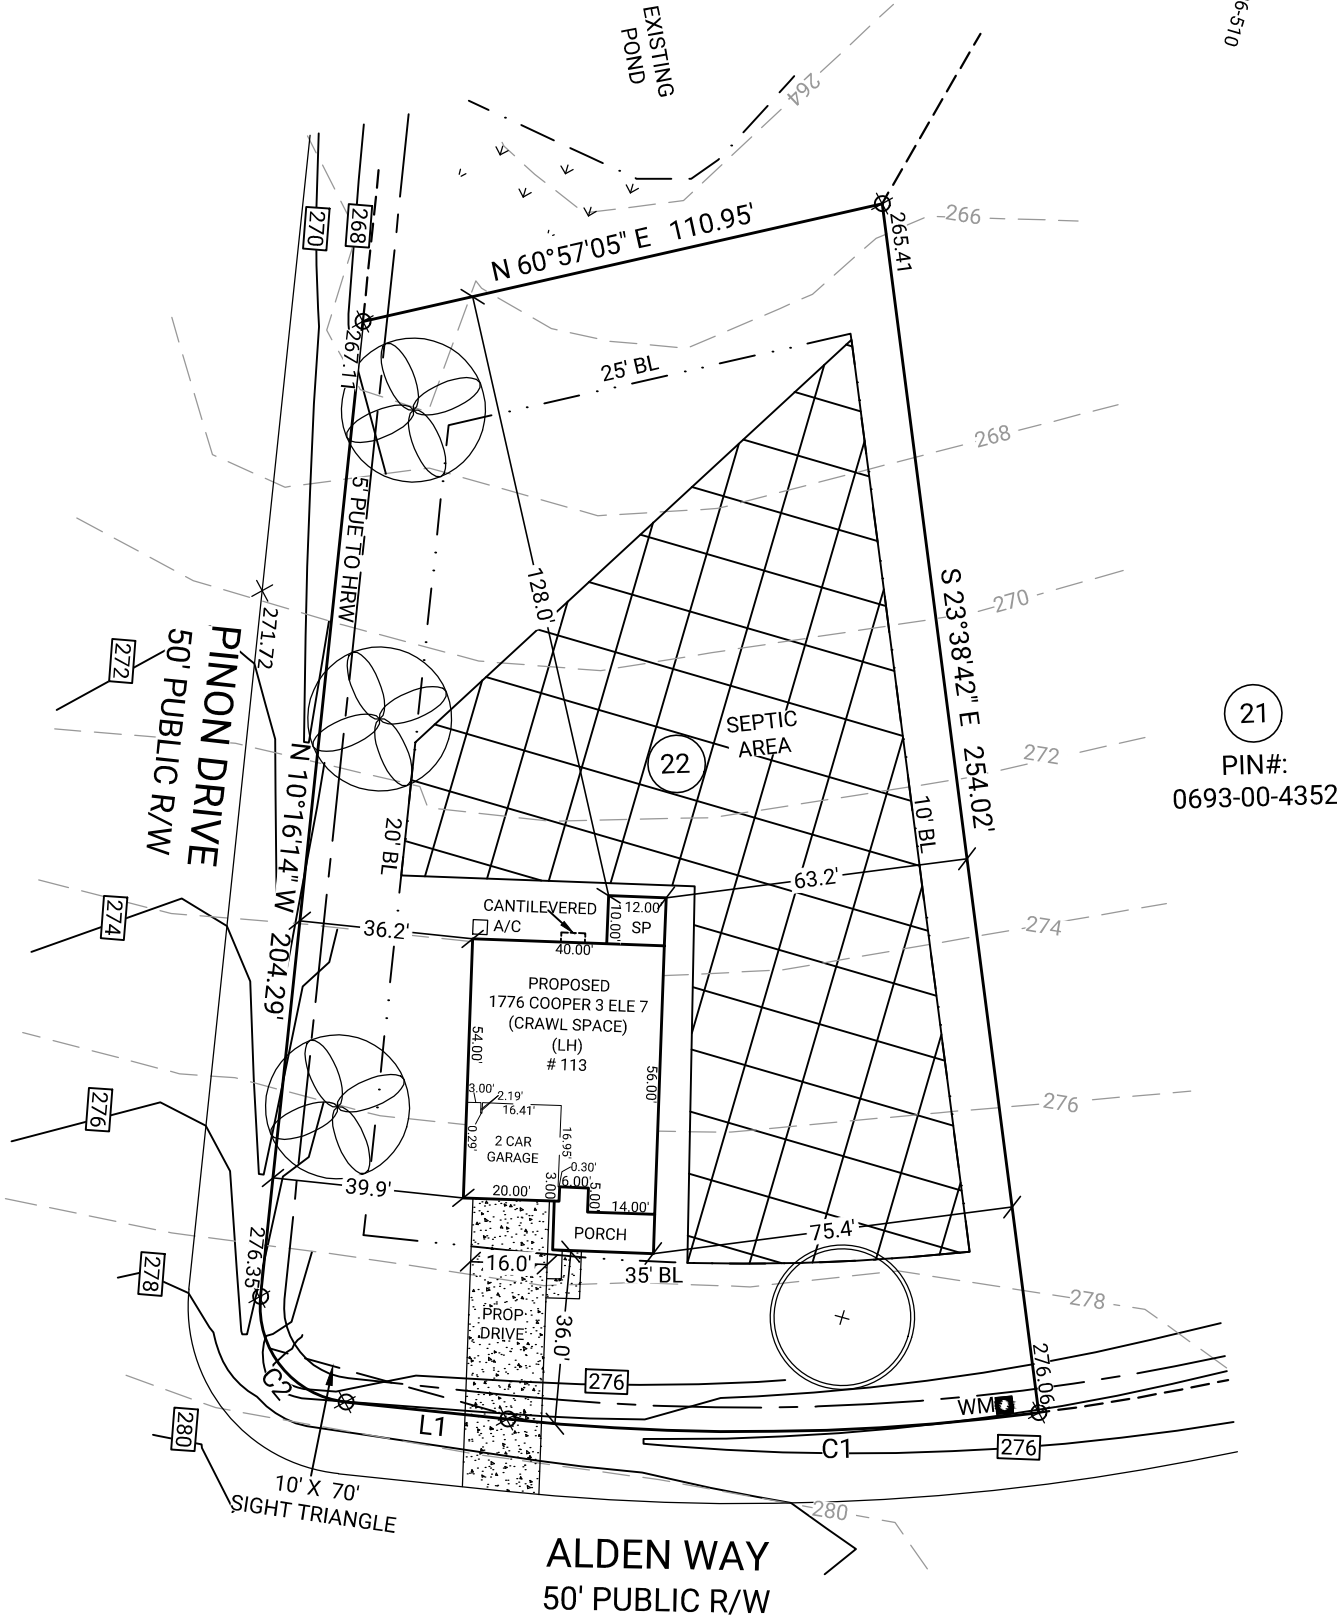 EXISTING
POND
6-510
264
270
268
N 60°57'05" E 110.95'
265.41
266
267.11
25' BL
268
5' PUE TO HRW
128.0'
S 23°38'42" E 254.02'
270
271.72
272
PINON DRIVE
50' PUBLIC R/W
N 10°16'14" W 204.29'
SEPTIC
AREA
22
21
PIN#:
0693-00-4352
272
10' BL
20' BL
63.2'
274
36.2'
CANTILEVERED
A/C
12.00'
10.00'
SP
40.00'
274
PROPOSED
1776 COOPER 3 ELE 7
(CRAWL SPACE)
(LH)
# 113
54.00'
56.00'
276
3.00'
2.19'
16.41'
0.29'
2 CAR
GARAGE
16.95'
0.30'
6.00'
3.00'
5.00'
14.00'
20.00'
PORCH
276
39.9'
75.4'
276.35
278
16.0'
35' BL
278
PROP
DRIVE
36.0'
276.06
276
C2
L1
WM
C1
276
280
10' X 70'
SIGHT TRIANGLE
280
ALDEN WAY
50' PUBLIC R/W